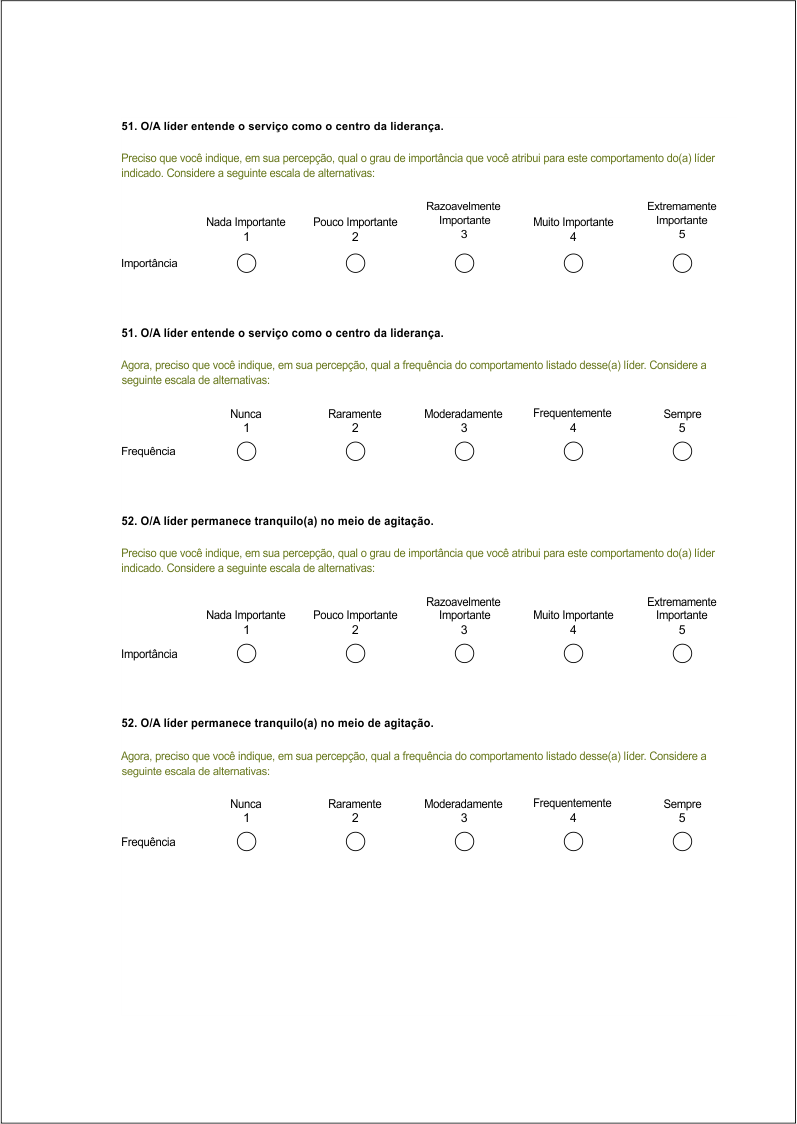 51. O/A líder entende o serviço como o centro da liderança.
Preciso que você indique, em sua percepção, qual o grau de importância que você atribui para este comportamento do(a) líder
indicado. Considere a seguinte escala de alternativas:
Nada Importante Pouco Importante Razoavelmente Importante Muito Importante Extremamente Importante
1 2 3 4 5
Importância
51. O/A líder entende o serviço como o centro da liderança.
Agora, preciso que você indique, em sua percepção, qual a frequência do comportamento listado desse(a) líder. Considere a
seguinte escala de alternativas:
Nunca Raramente Moderadamente Frequentemente Sempre
1 2 3 4 5
Frequência
52. O/A líder permanece tranquilo(a) no meio de agitação.
Preciso que você indique, em sua percepção, qual o grau de importância que você atribui para este comportamento do(a) líder
indicado. Considere a seguinte escala de alternativas:
Nada Importante Pouco Importante Razoavelmente Importante Muito Importante Extremamente Importante
1 2 3 4 5
Importância
52. O/A líder permanece tranquilo(a) no meio de agitação.
Agora, preciso que você indique, em sua percepção, qual a frequência do comportamento listado desse(a) líder. Considere a
seguinte escala de alternativas:
Nunca Raramente Moderadamente Frequentemente Sempre
1 2 3 4 5
Frequência